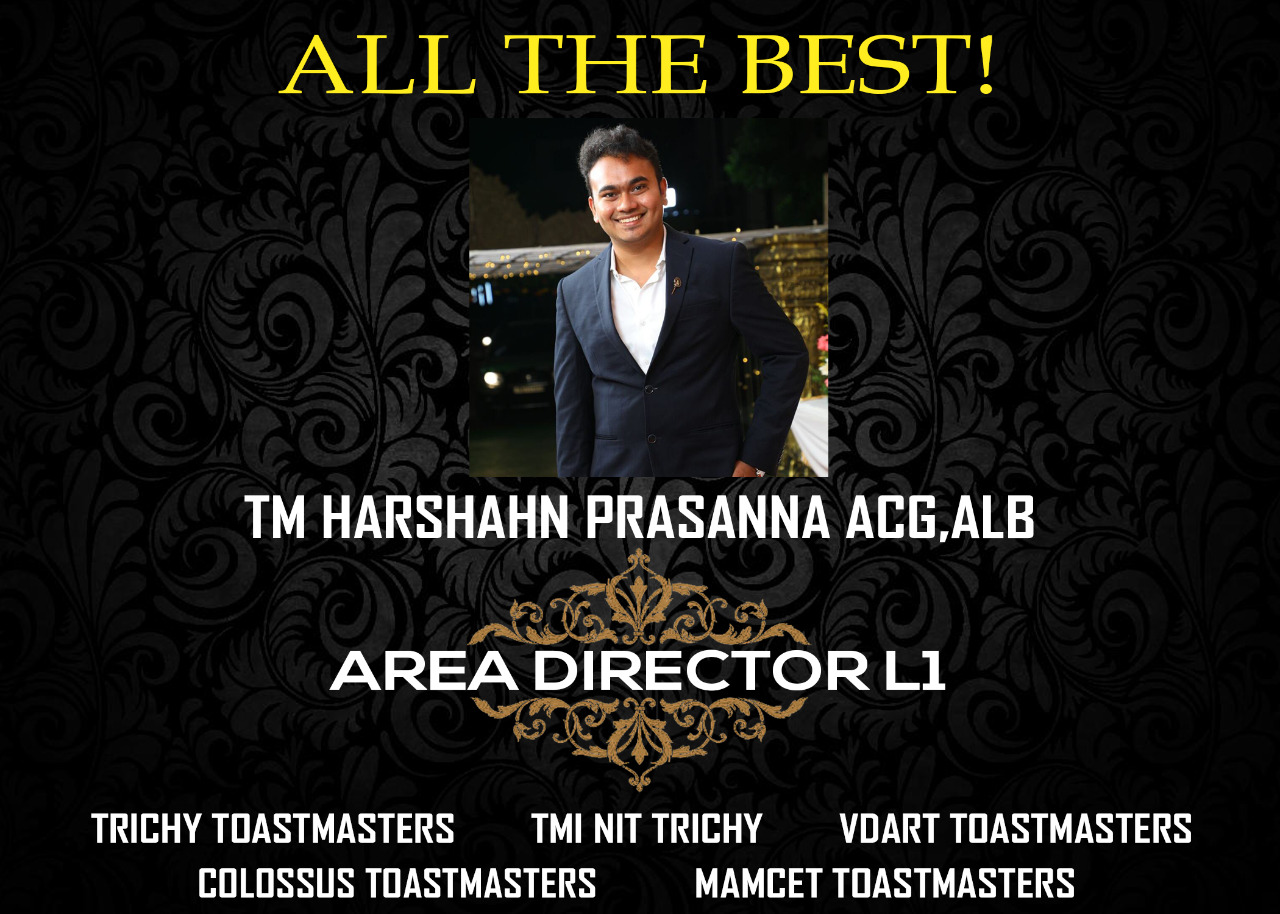 ALL THE BEST!
TM HARSHAHN PRASANNA ACG,ALB
AREA DIRECTOR L1
TRICHY TOASTMASTERS TMI NIT TRICHY VDART TOASTMASTERS
COLOSSUS TOASTMASTERS MAMCET TOASTMASTERS